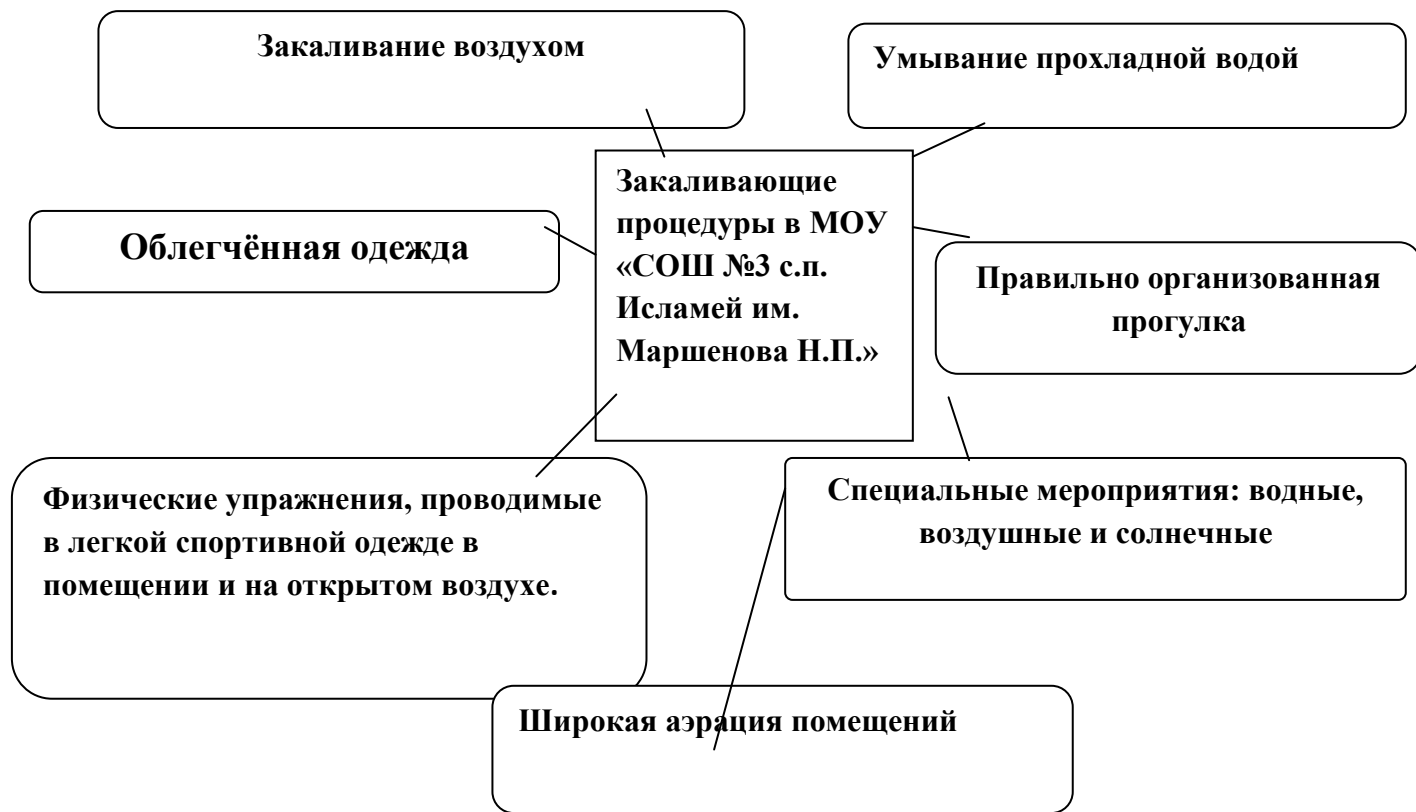 Закаливание воздухом
Умывание прохладной водой
Закаливающие
процедуры в МОУ
«СОШ №3 с.п.
Исламей им.
Маршенова Н.П.»
Облегчённая одежда
Правильно организованная
прогулка
Физические упражнения, проводимые
в легкой спортивной одежде в
помещении и на открытом воздухе.
Специальные мероприятия: водные,
воздушные и солнечные
Широкая аэрация помещений